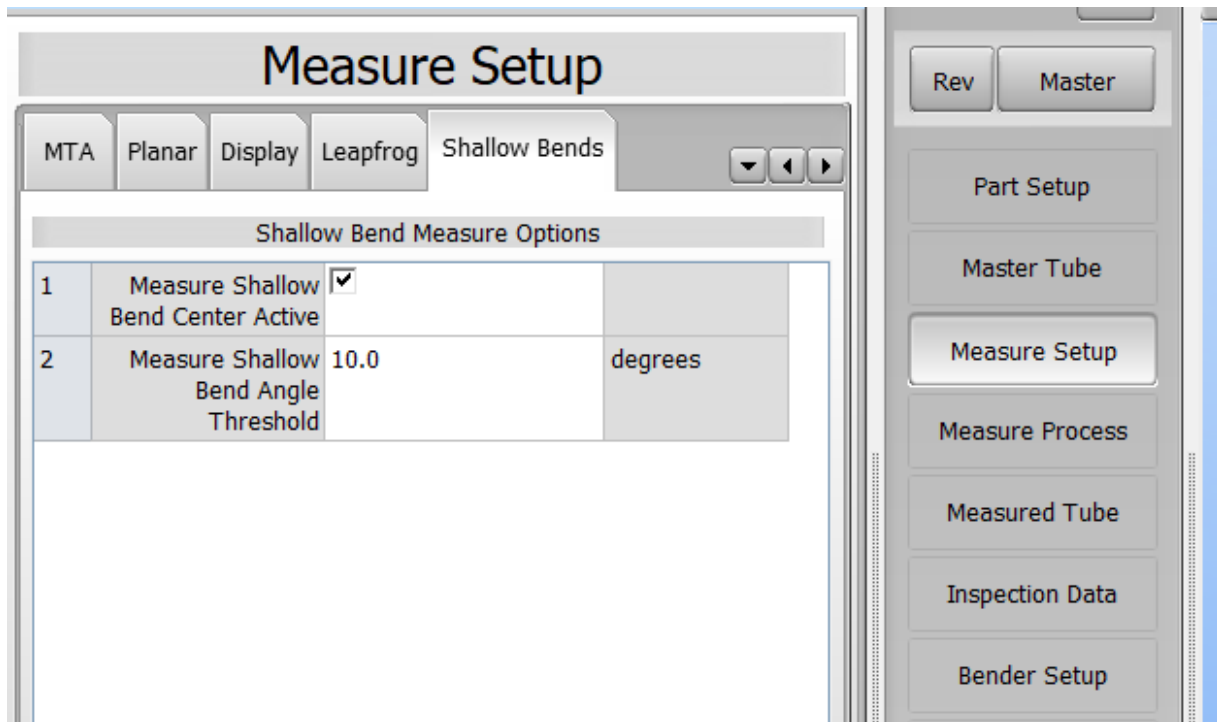 Measure Setup
MTA Planar Display Leapfrog Shallow Bends
Shallow Bend Measure Options
1 Measure Shallow
Bend Center Active
2 Measure Shallow 10.0 degrees
Bend Angle
Threshold
Rev Master
Part Setup
Master Tube
Measure Setup
Measure Process
Measured Tube
Inspection Data
Bender Setup